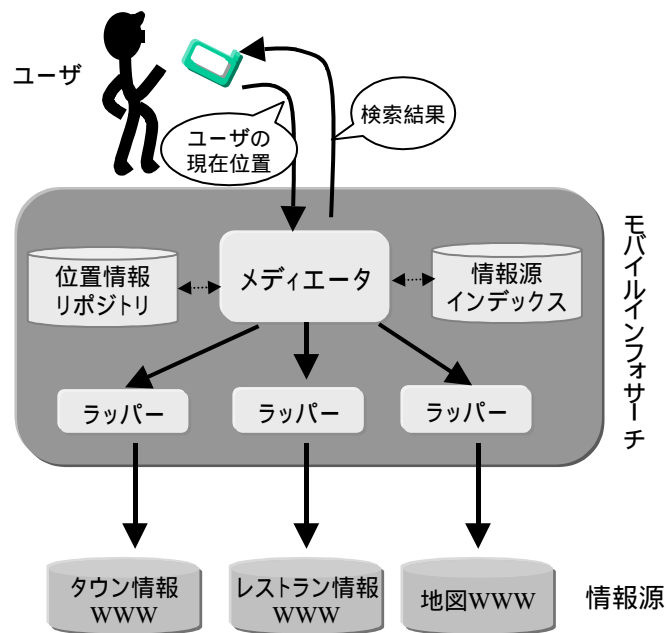 ユーザ
ユーザの
現在位置
検索結果
モバイルインフォサーチ
位置情報
リポジトリ
メディエータ
情報源
インデックス
ラッパー
ラッパー
ラッパー
タウン情報
WWW
レストラン情報
WWW
地図WWW
情報源